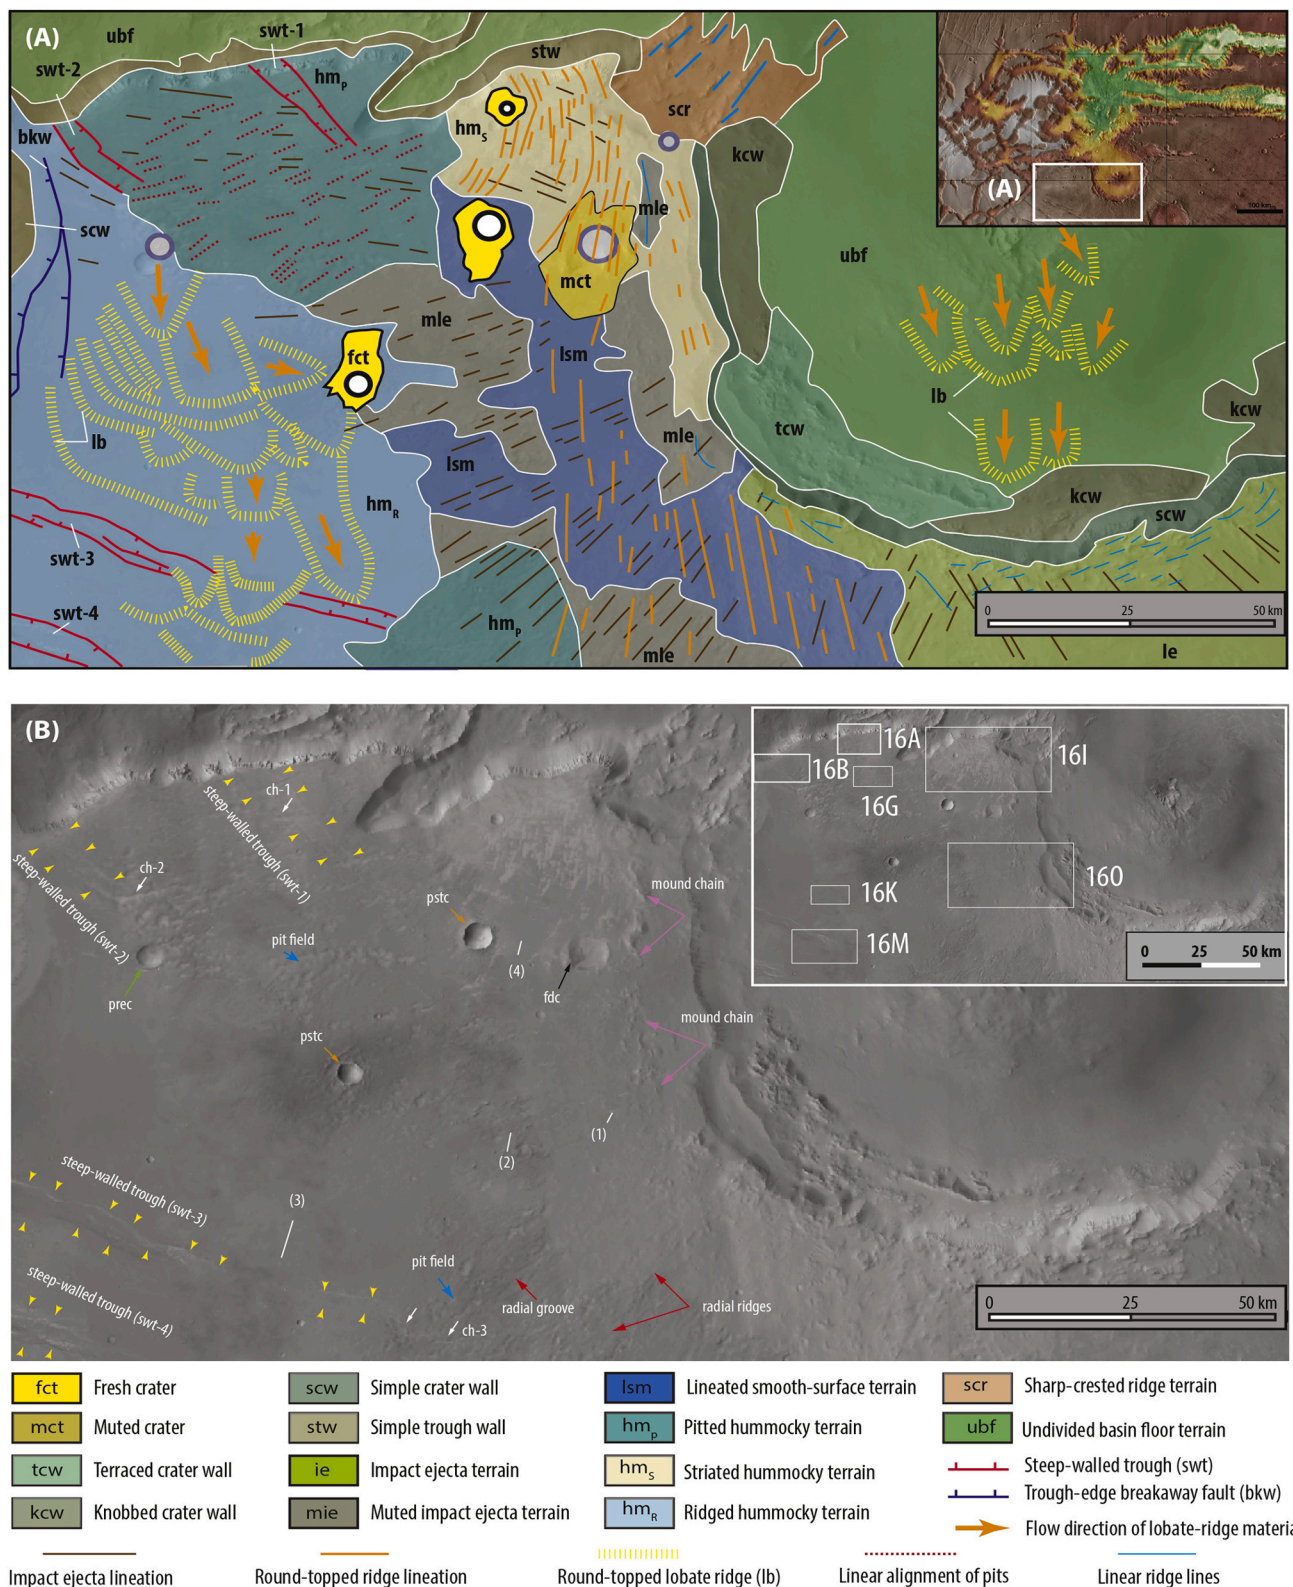 (A)
ubf
swt-1
stw
swt-2
hmP
scr
(A)
100 km
bkw
hmS
kcw
scw
mle
ubf
mct
mle
lsm
fct
lb
kcw
lb
tcw
mle
lsm
kcw
hmR
scw
swt-3
0 25 50 km
swt-4
hmP
mle
le
(B)
16A
16I
16B
16G
16K
16O
16M
0 25 50 km
ch-1
steep-walled trough (swt-1)
ch-2
steep-walled trough (swt-2)
mound chain
pstc
pit field
(4)
prec
fdc
mound chain
pstc
(1)
(2)
steep-walled trough (swt-3)
(3)
pit field
steep-walled trough (swt-4)
radial groove
radial ridges
ch-3
0 25 50 km
fct Fresh crater
scw Simple crater wall
lsm Lineated smooth-surface terrain
scr Sharp-crested ridge terrain
mct Muted crater
stw Simple trough wall
hmp Pitted hummocky terrain
ubf Undivided basin floor terrain
tcw Terraced crater wall
ie Impact ejecta terrain
hms Striated hummocky terrain
Steep-walled trough (swt)
kcw Knobbed crater wall
mie Muted impact ejecta terrain
hmR Ridged hummocky terrain
Trough-edge breakaway fault (bkw)
Flow direction of lobate-ridge materia
Impact ejecta lineation
Round-topped ridge lineation
Round-topped lobate ridge (lb)
Linear alignment of pits
Linear ridge lines